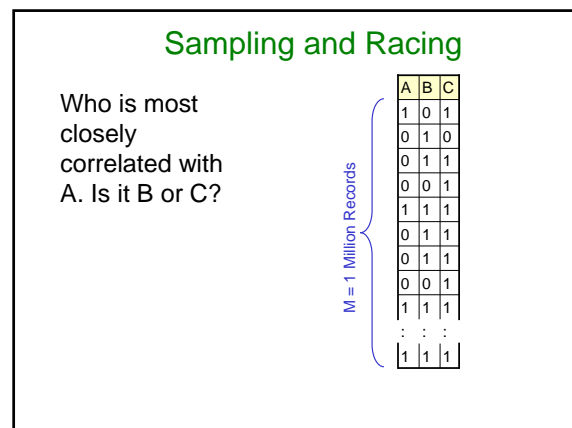 Sampling and Racing
Who is most
closely
correlated with
A. Is it B or C?
M = 1 Million Records
A B C
1 0 1
0 1 0
0 1 1
0 0 1
1 1 1
0 1 1
0 1 1
0 0 1
1 1 1
: : :
1 1 1